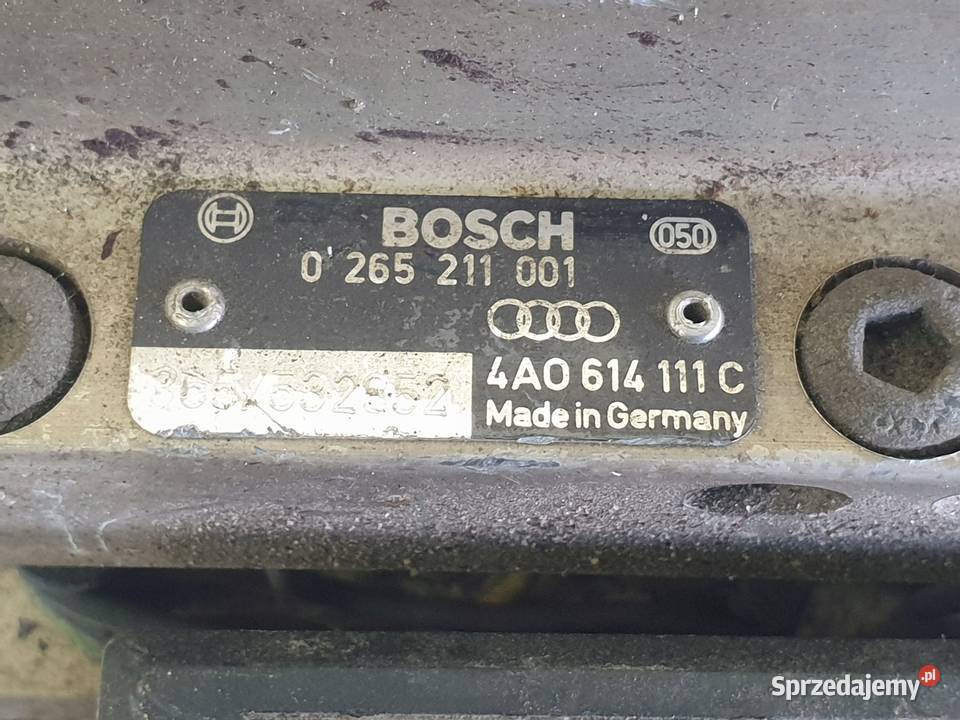 BOSCH
050
0 265 211 001
4A0 614 111 C
Made in Germany
Sprzedajemy.pl